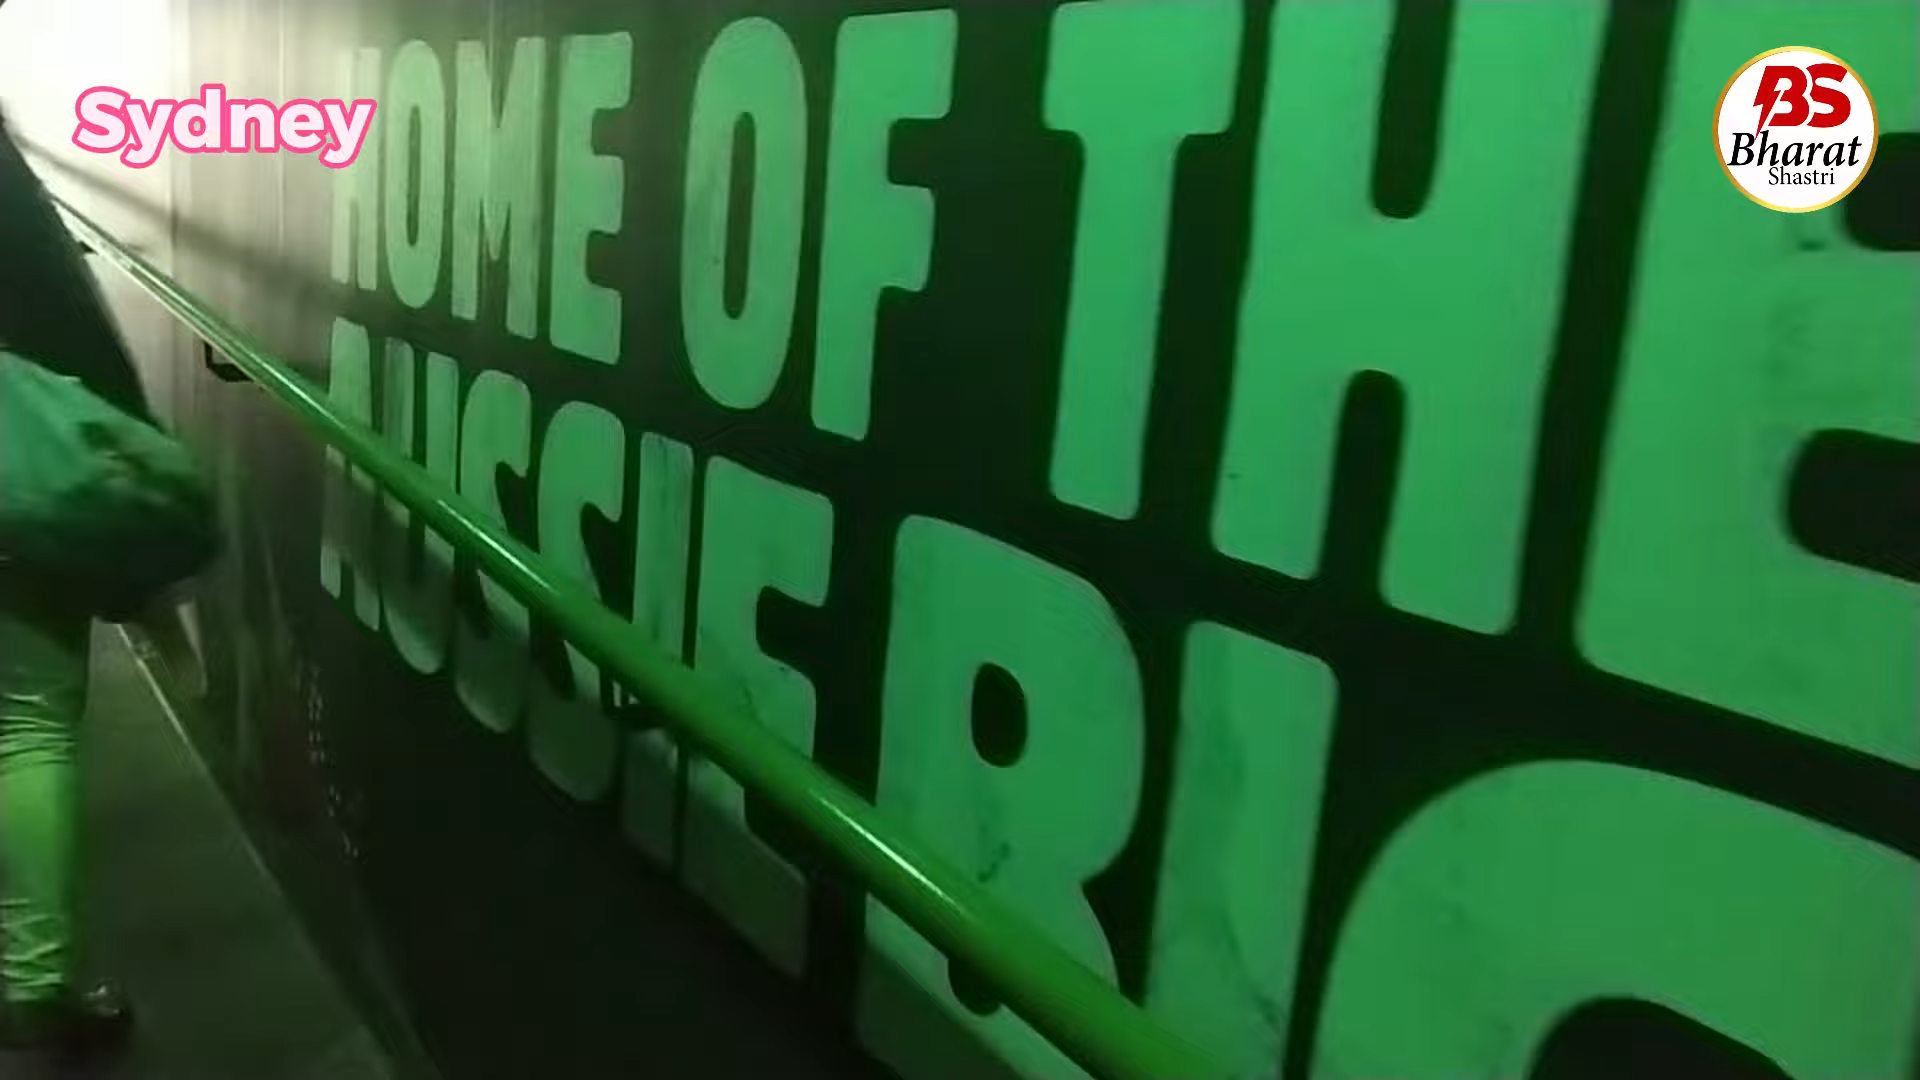 Sydney
HOME OF THE
AUSSIE
BS
Bharat
Shastri